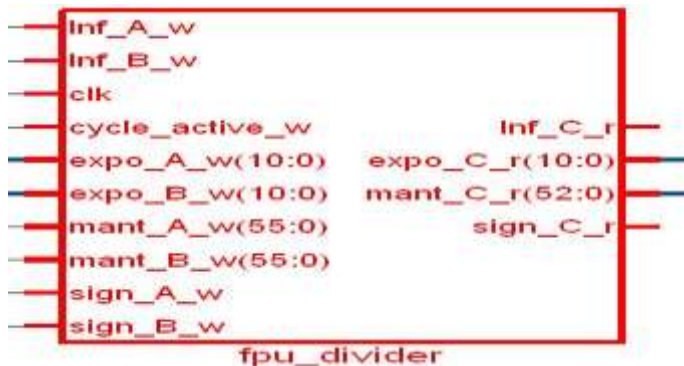 Inf_A_w
Inf_B_w
clk
cycle_active_w
Inf_C_r
expo_A_w(10:0)
expo_C_r(10:0)
expo_B_w(10:0)
mant_C_r(52:0)
mant_A_w(55:0)
sign_C_r
mant_B_w(55:0)
sign_A_w
sign_B_w
fpu_divider